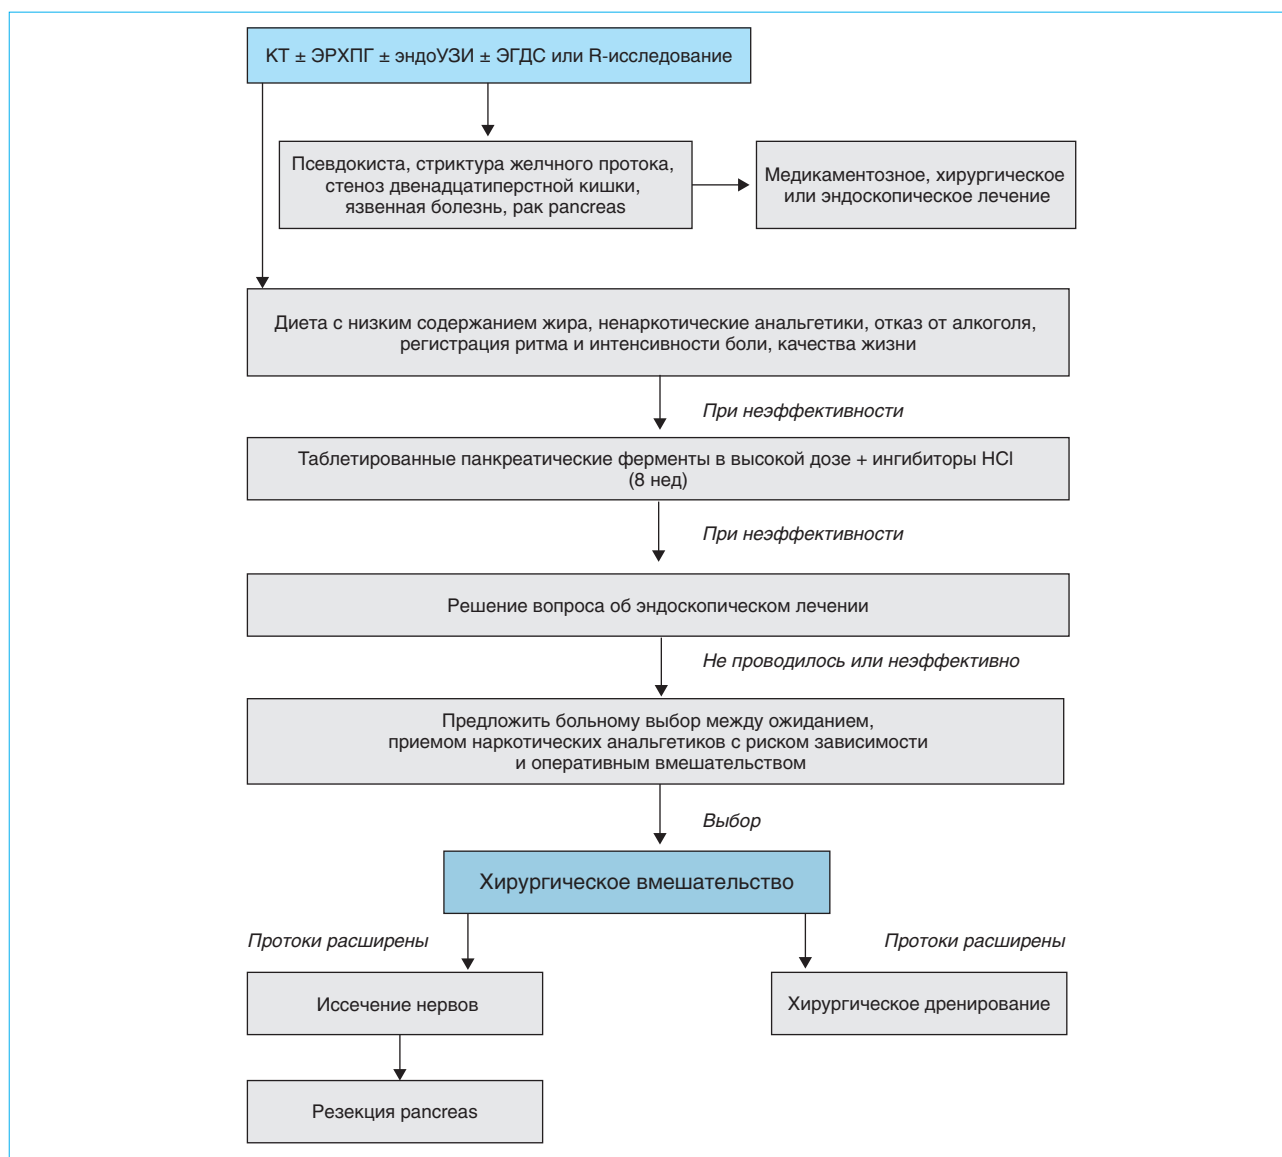 КТ ± ЭРХПГ ± эндоУЗИ ± ЭГДС или R-исследование
Псевдокиста, стриктура желчного протока,
стеноз двенадцатиперстной кишки,
язвенная болезнь, рак pancreas
Медикаментозное, хирургическое
или эндоскопическое лечение
Диета с низким содержанием жира, ненаркотические анальгетики, отказ от алкоголя,
регистрация ритма и интенсивности боли, качества жизни
При неэффективности
Таблетированные панкреатические ферменты в высокой дозе + ингибиторы HCl
(8 нед)
При неэффективности
Решение вопроса об эндоскопическом лечении
Не проводилось или неэффективно
Предложить больному выбор между ожиданием,
приемом наркотических анальгетиков с риском зависимости
и оперативным вмешательством
Выбор
Хирургическое вмешательство
Протоки расширены
Протоки расширены
Иссечение нервов
Хирургическое дренирование
Резекция pancreas